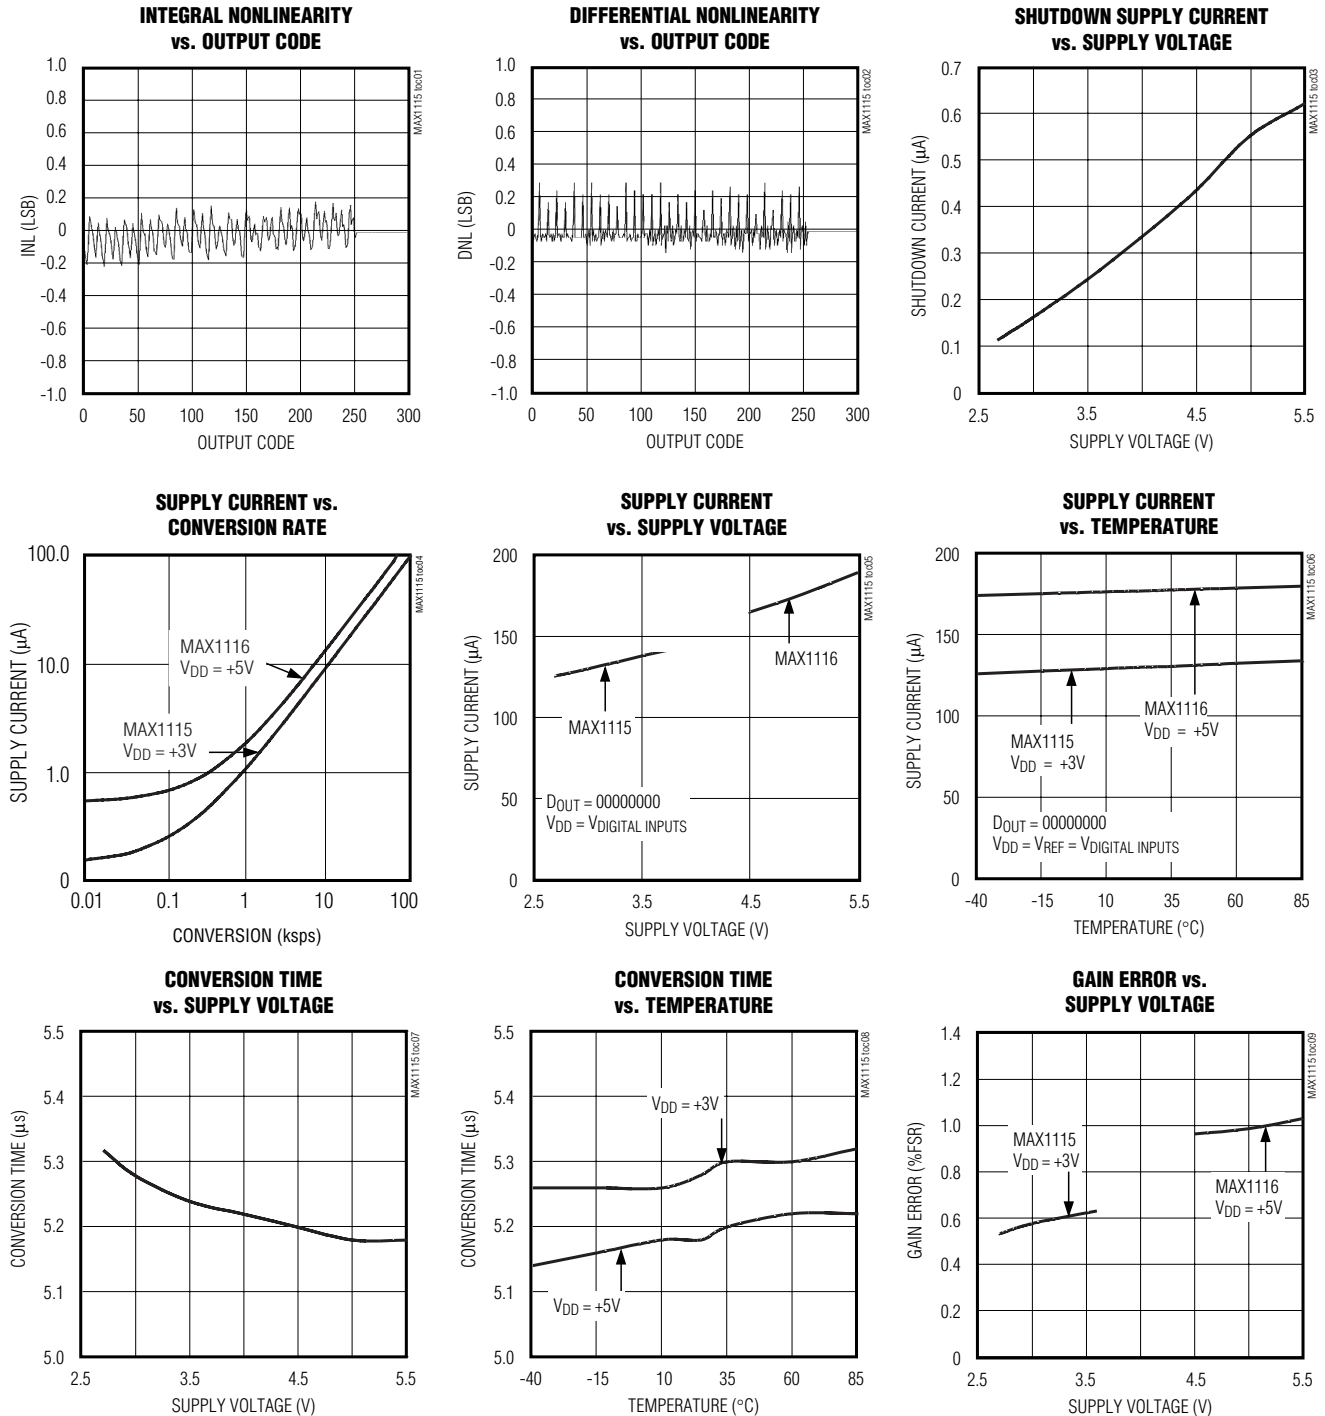 INTEGRAL NONLINEARITY
vs. OUTPUT CODE
1.0
0.8
0.6
0.4
0.2
0
-0.2
-0.4
-0.6
-0.8
-1.0
INL (LSB)
0 50 100 150 200 250 300
OUTPUT CODE
MAX1115 toc01
DIFFERENTIAL NONLINEARITY
vs. OUTPUT CODE
1.0
0.8
0.6
0.4
0.2
0
-0.2
-0.4
-0.6
-0.8
-1.0
DNL (LSB)
0 50 100 150 200 250 300
OUTPUT CODE
MAX1115 toc02
SHUTDOWN SUPPLY CURRENT
vs. SUPPLY VOLTAGE
0.7
0.6
0.5
0.4
0.3
0.2
0.1
0
SHUTDOWN CURRENT (μA)
2.5 3.5 4.5 5.5
SUPPLY VOLTAGE (V)
MAX1115 toc03
SUPPLY CURRENT vs.
CONVERSION RATE
100.0
10.0
1.0
0
SUPPLY CURRENT (μA)
MAX1116
VDD = +5V
MAX1115
VDD = +3V
0.01 0.1 1 10 100
CONVERSION (ksps)
MAX1115 toc04
SUPPLY CURRENT
vs. SUPPLY VOLTAGE
200
150
100
50
0
SUPPLY CURRENT (μA)
MAX1116
MAX1115
DOUT = 00000000
VDD = VDIGITAL INPUTS
2.5 3.5 4.5 5.5
SUPPLY VOLTAGE (V)
MAX1115 toc05
SUPPLY CURRENT
vs. TEMPERATURE
200
150
100
50
0
SUPPLY CURRENT (μA)
MAX1116
VDD = +5V
MAX1115
VDD = +3V
DOUT = 00000000
VDD = VREF = VDIGITAL INPUTS
-40 -15 10 35 60 85
TEMPERATURE (°C)
MAX1115 toc06
CONVERSION TIME
vs. SUPPLY VOLTAGE
5.5
5.4
5.3
5.2
5.1
5.0
CONVERSION TIME (μs)
2.5 3.5 4.5 5.5
SUPPLY VOLTAGE (V)
MAX1115 toc07
CONVERSION TIME
vs. TEMPERATURE
5.5
5.4
5.3
5.2
5.1
5.0
CONVERSION TIME (μs)
VDD = +3V
VDD = +5V
-40 -15 10 35 60 85
TEMPERATURE (°C)
MAX1115 toc08
GAIN ERROR vs.
SUPPLY VOLTAGE
1.4
1.2
1.0
0.8
0.6
0.4
0.2
0
GAIN ERROR (%FSR)
MAX1115
VDD = +3V
MAX1116
VDD = +5V
2.5 3.5 4.5 5.5
SUPPLY VOLTAGE (V)
MAX1115 toc09